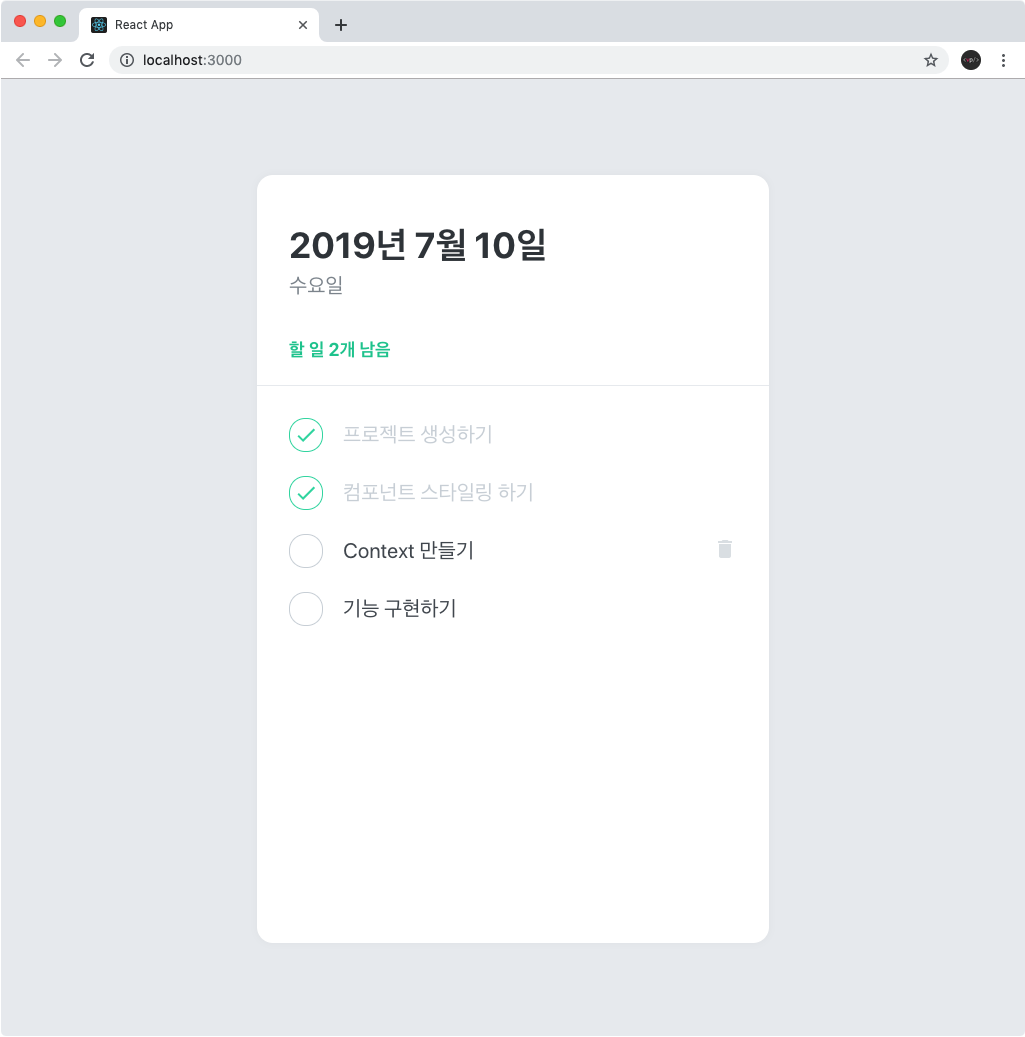 React App
localhost:3000
2019년 7월 10일
수요일
할 일 2개 남음
프로젝트 생성하기
컴포넌트 스타일링 하기
Context 만들기
기능 구현하기